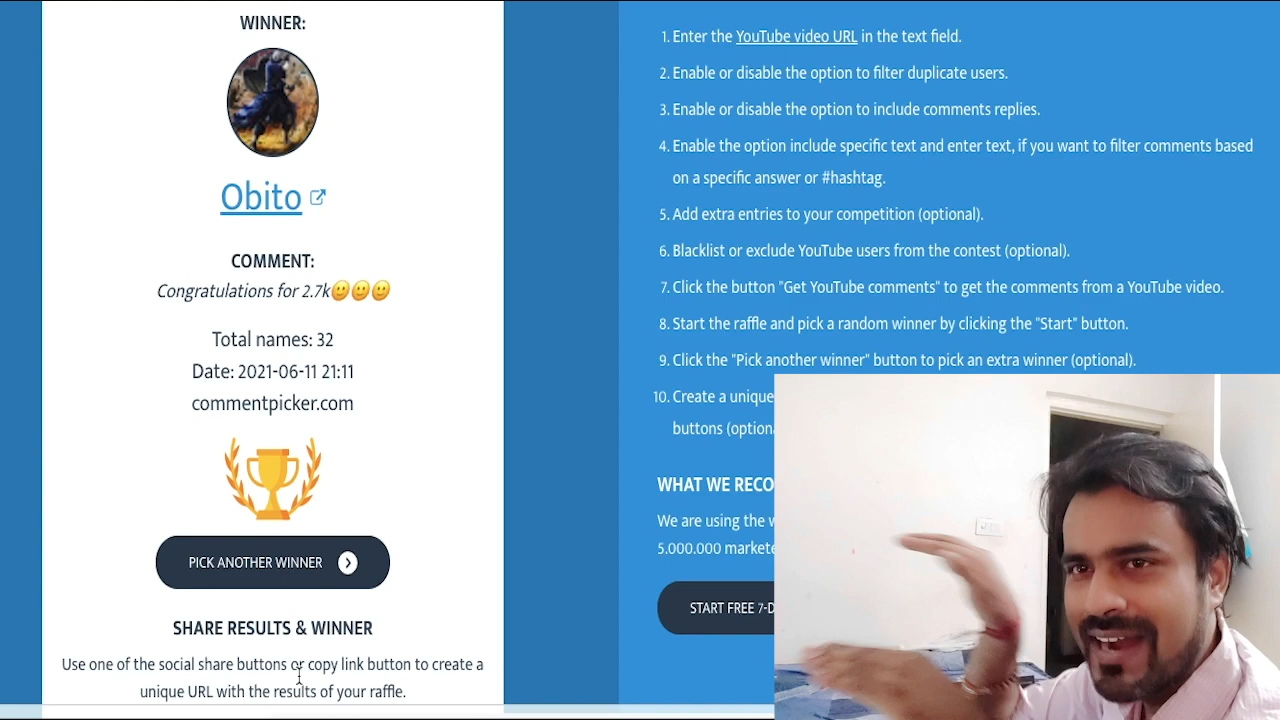 WINNER:
Obito
COMMENT:
Congratulations for 2.7k🙂🙂🙂
Total names: 32
Date: 2021-06-11 21:11
commentpicker.com
PICK ANOTHER WINNER
SHARE RESULTS & WINNER
Use one of the social share buttons or copy link button to create a
unique URL with the results of your raffle.
1. Enter the YouTube video URL in the text field.
2. Enable or disable the option to filter duplicate users.
3. Enable or disable the option to include comments replies.
4. Enable the option include specific text and enter text, if you want to filter comments based
on a specific answer or #hashtag.
5. Add extra entries to your competition (optional).
6. Blacklist or exclude YouTube users from the contest (optional).
7. Click the button "Get YouTube comments" to get the comments from a YouTube video.
8. Start the raffle and pick a random winner by clicking the "Start" button.
9. Click the "Pick another winner" button to pick an extra winner (optional).
10. Create a unique
buttons (optiona
WHAT WE RECO
We are using the
5.000.000 markete
START FREE 7-D